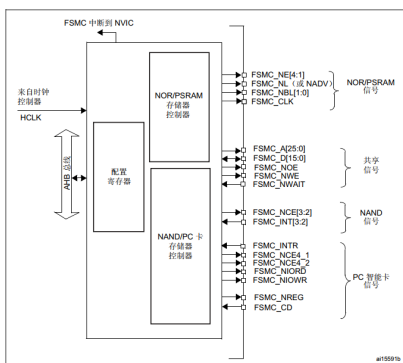 FSMC 中断到 NVIC
来自时钟
控制器
HCLK
AHB 总线
配置
寄存器
NOR/PSRAM
存储器
控制器
NAND/PC 卡
存储器
控制器
FSMC_NE[4:1]
FSMC_NL（或 NADV）
FSMC_NBL[1:0]
FSMC_CLK
NOR/PSRAM
信号
FSMC_A[25:0]
FSMC_D[15:0]
FSMC_NOE
FSMC_NWE
FSMC_NWAIT
共享
信号
FSMC_NCE[3:2]
FSMC_INT[3:2]
NAND
信号
FSMC_INTR
FSMC_NCE4_1
FSMC_NCE4_2
FSMC_NIORD
FSMC_NIOWR
FSMC_NREG
FSMC_CD
PC 智能卡
信号
ai15591b